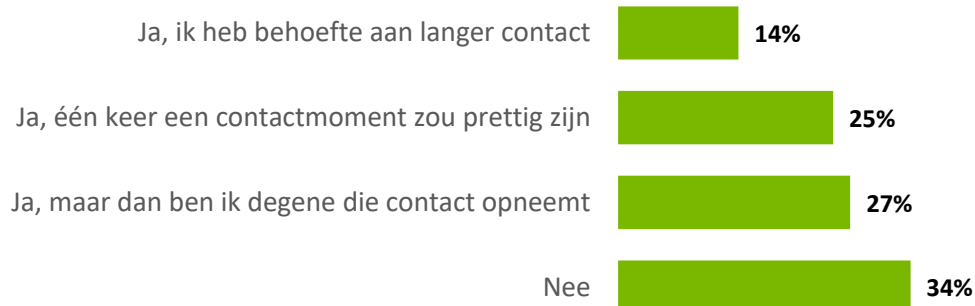 Ja, ik heb behoefte aan langer contact 14%
Ja, één keer een contactmoment zou prettig zijn 25%
Ja, maar dan ben ik degene die contact opneemt 27%
Nee 34%